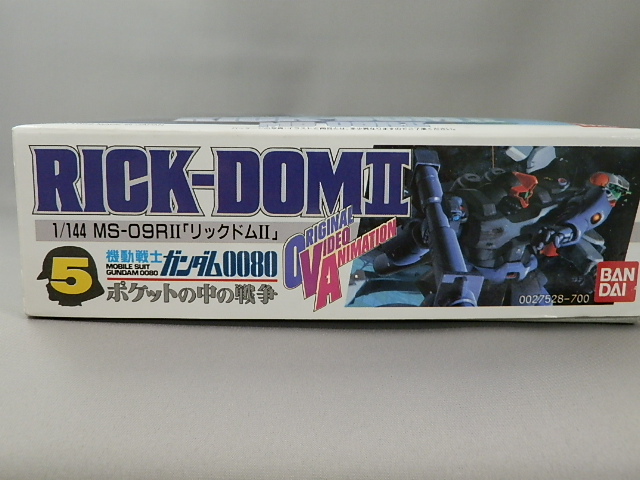 RICK-DOMⅡ
1/144 MS-09RⅡ「リックドムⅡ」
5
機動戦士
MOBILE SUIT
GUNDAM 0080
ガンダム0080
ポケットの中の戦争
ORIGINAL
VIDEO
ANIMATION
0027528-700
BAN
DAI